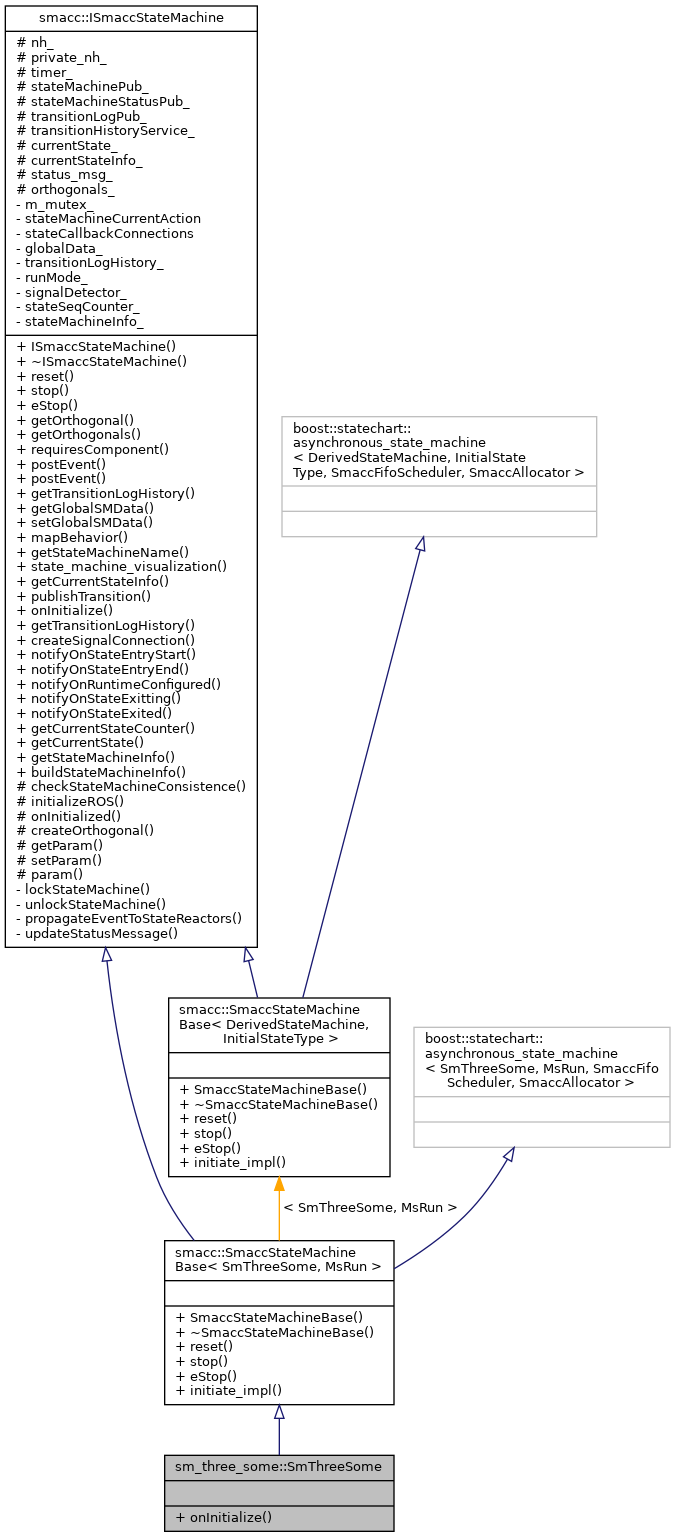 smacc::ISmaccStateMachine
# nh_
# private_nh_
# timer_
# stateMachinePub_
# stateMachineStatusPub_
# transitionLogPub_
# transitionHistoryService_
# currentState_
# currentStateInfo_
# status_msg_
# orthogonals_
- m_mutex_
- stateMachineCurrentAction
- stateCallbackConnections
- globalData_
- transitionLogHistory_
- runMode_
- signalDetector_
- stateSeqCounter_
- stateMachineInfo_
+ ISmaccStateMachine()
+ ~ISmaccStateMachine()
+ reset()
+ stop()
+ eStop()
+ getOrthogonal()
+ getOrthogonals()
+ requiresComponent()
+ postEvent()
+ postEvent()
+ getTransitionLogHistory()
+ getGlobalSMData()
+ setGlobalSMData()
+ mapBehavior()
+ getStateMachineName()
+ state_machine_visualization()
+ getCurrentStateInfo()
+ publishTransition()
+ onInitialize()
+ getTransitionLogHistory()
+ createSignalConnection()
+ notifyOnStateEntryStart()
+ notifyOnStateEntryEnd()
+ notifyOnRuntimeConfigured()
+ notifyOnStateExitting()
+ notifyOnStateExited()
+ getCurrentStateCounter()
+ getCurrentState()
+ getStateMachineInfo()
+ buildStateMachineInfo()
# checkStateMachineConsistence()
# initializeROS()
# onInitialized()
# createOrthogonal()
# getParam()
# setParam()
# param()
- lockStateMachine()
- unlockStateMachine()
- propagateEventToStateReactors()
- updateStatusMessage()
boost::statechart::
asynchronous_state_machine
< DerivedStateMachine, InitialState
Type, SmaccFifoScheduler, SmaccAllocator >
smacc::SmaccStateMachine
Base< DerivedStateMachine,
InitialStateType >
+ SmaccStateMachineBase()
+ ~SmaccStateMachineBase()
+ reset()
+ stop()
+ eStop()
+ initiate_impl()
boost::statechart::
asynchronous_state_machine
< SmThreeSome, MsRun, SmaccFifo
Scheduler, SmaccAllocator >
< SmThreeSome, MsRun >
smacc::SmaccStateMachine
Base< SmThreeSome, MsRun >
+ SmaccStateMachineBase()
+ ~SmaccStateMachineBase()
+ reset()
+ stop()
+ eStop()
+ initiate_impl()
sm_three_some::SmThreeSome
+ onInitialize()